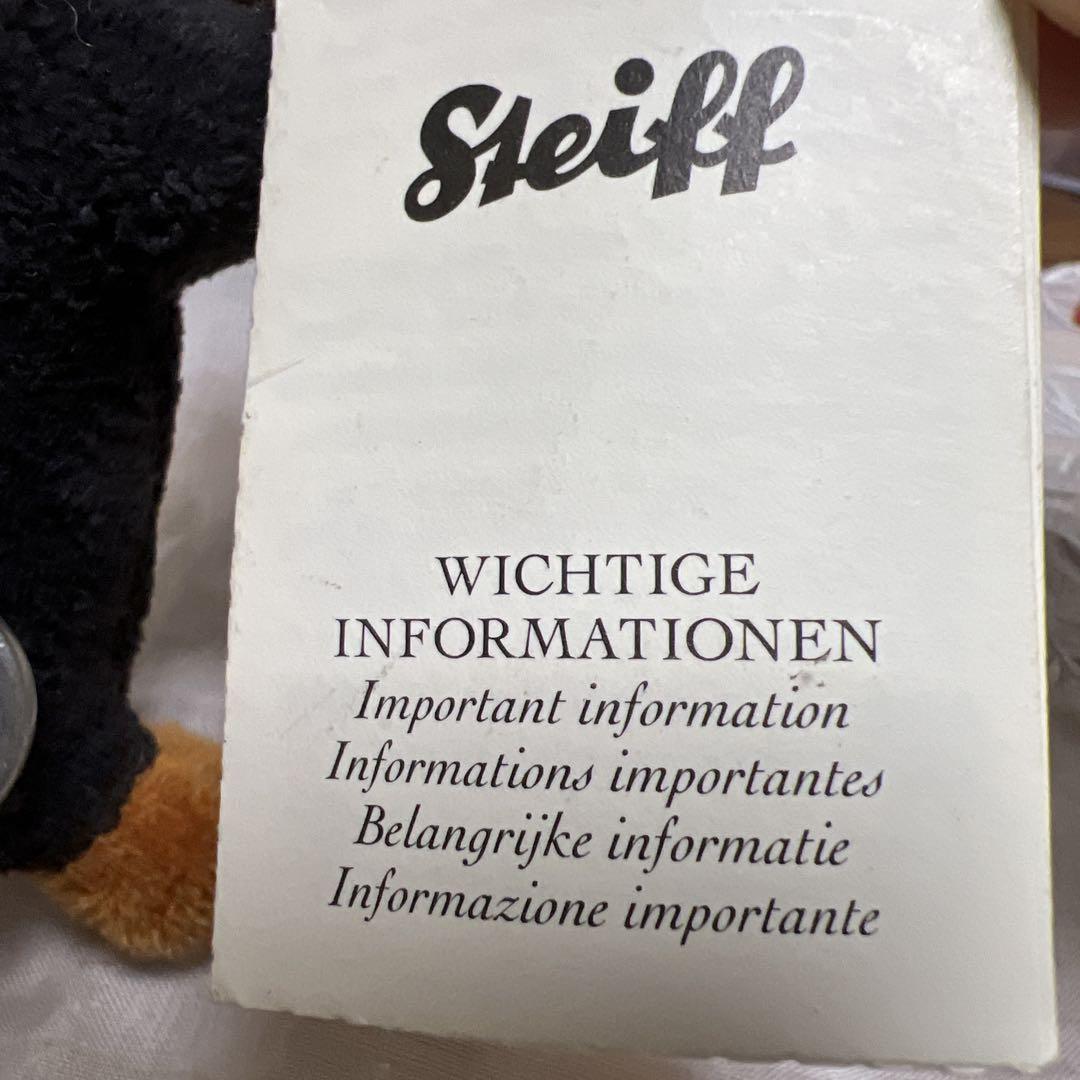 Steiff
WICHTIGE
INFORMATIONEN
Important information
Informations importantes
Belangrijke informatie
Informazione importante